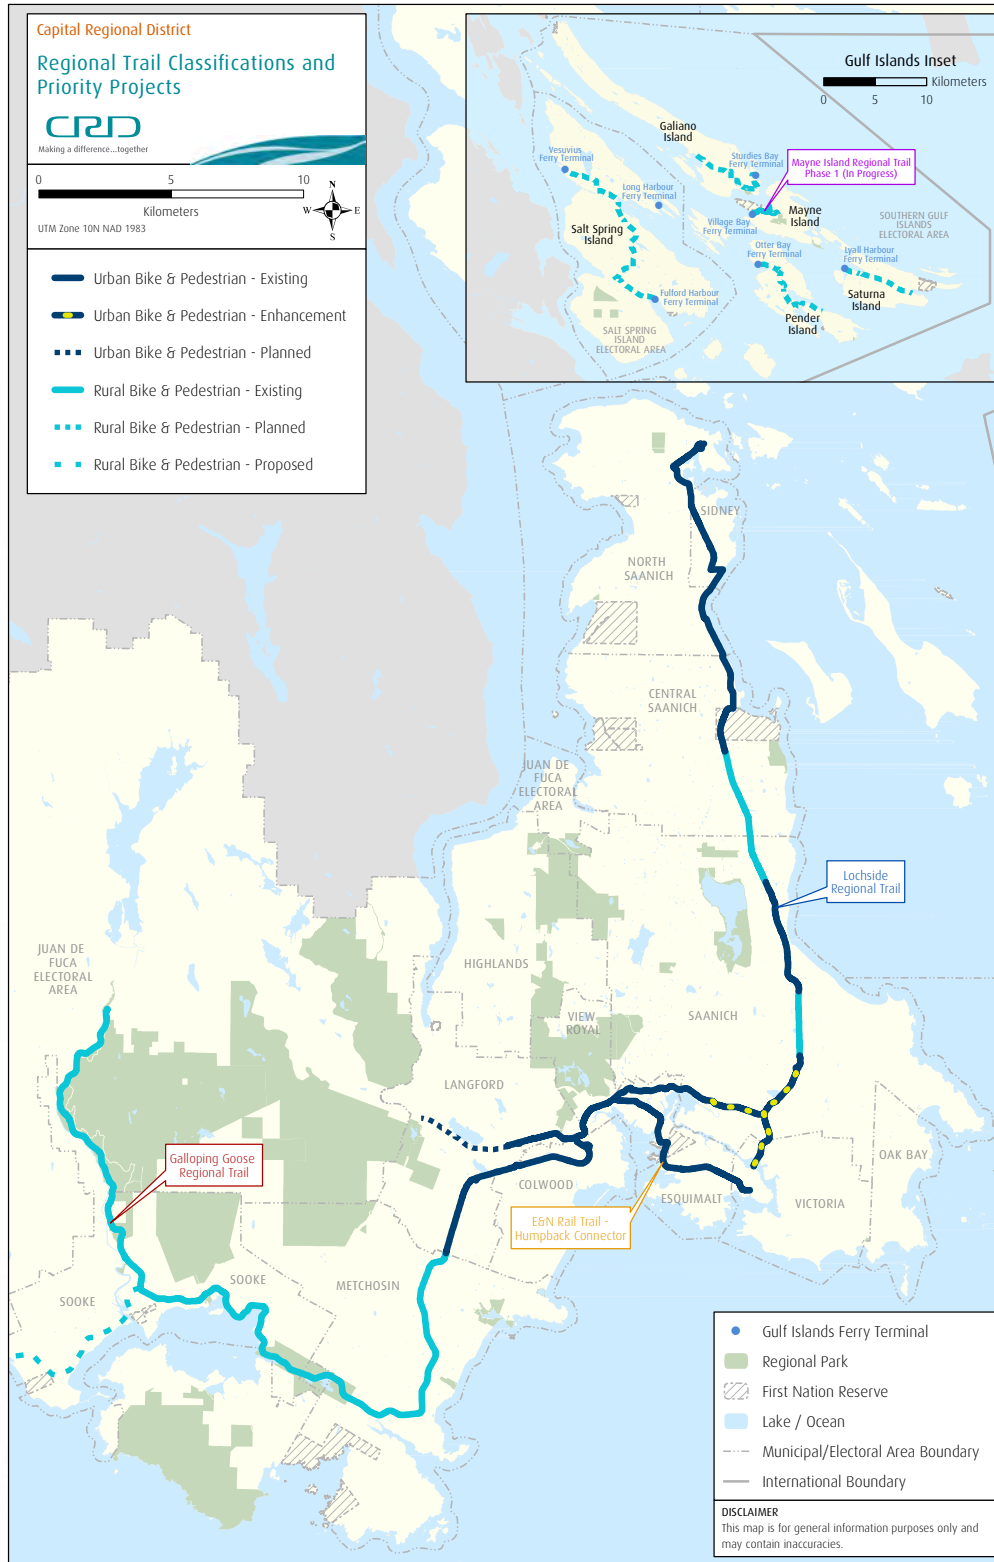 Capital Regional District
Regional Trail Classifications and
Priority Projects
CRD
Making a difference...together
0 5 10
Kilometers
UTM Zone 10N NAD 1983
N
W E
S
Urban Bike & Pedestrian - Existing
Urban Bike & Pedestrian - Enhancement
Urban Bike & Pedestrian - Planned
Rural Bike & Pedestrian - Existing
Rural Bike & Pedestrian - Planned
Rural Bike & Pedestrian - Proposed
Gulf Islands Inset
Kilometers
0 5 10
Galiano
Island
Vesuvius
Ferry Terminal
Sturdies Bay
Ferry Terminal
Mayne Island Regional Trail
Phase 1 (In Progress)
Long Harbour
Ferry Terminal
Village Bay
Ferry Terminal
Mayne
Island
SOUTHERN GULF
ISLANDS
ELECTORAL AREA
Salt Spring
Island
Otter Bay
Ferry Terminal
Lyall Harbour
Ferry Terminal
Fulford Harbour
Ferry Terminal
Saturna
Island
Pender
Island
SALT SPRING
ISLAND
ELECTORAL AREA
SIDNEY
NORTH
SAANICH
CENTRAL
SAANICH
JUAN DE
FUCA
ELECTORAL
AREA
Lochside
Regional Trail
JUAN DE
FUCA
ELECTORAL
AREA
HIGHLANDS
VIEW
ROYAL
SAANICH
LANGFORD
Galloping Goose
Regional Trail
COLWOOD
ESQUIMALT
OAK BAY
VICTORIA
E&N Rail Trail -
Humpback Connector
SOOKE
SOOKE
METCHOSIN
Gulf Islands Ferry Terminal
Regional Park
First Nation Reserve
Lake / Ocean
Municipal/Electoral Area Boundary
International Boundary
DISCLAIMER
This map is for general information purposes only and
may contain inaccuracies.